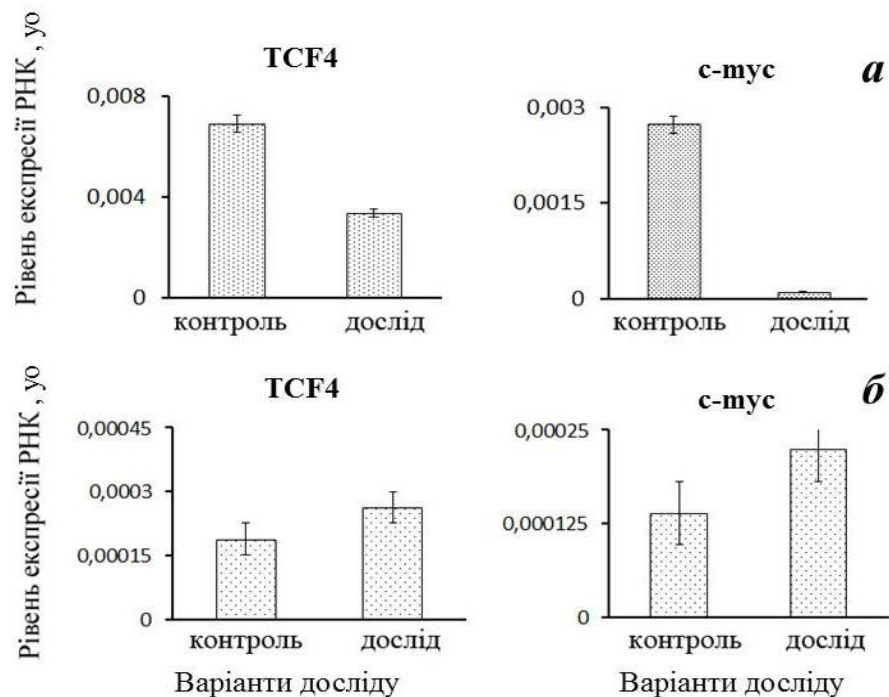 TCF4
c-myc
а
Рівень експресії РНК , уо
0,008
0,004
0
контроль
дослід
0,003
0,0015
0
контроль
дослід
TCF4
c-myc
б
Рівень експресії РНК , уо
0,00045
0,0003
0,00015
0
контроль
дослід
Варіанти досліду
0,00025
0,000125
0
контроль
дослід
Варіанти досліду